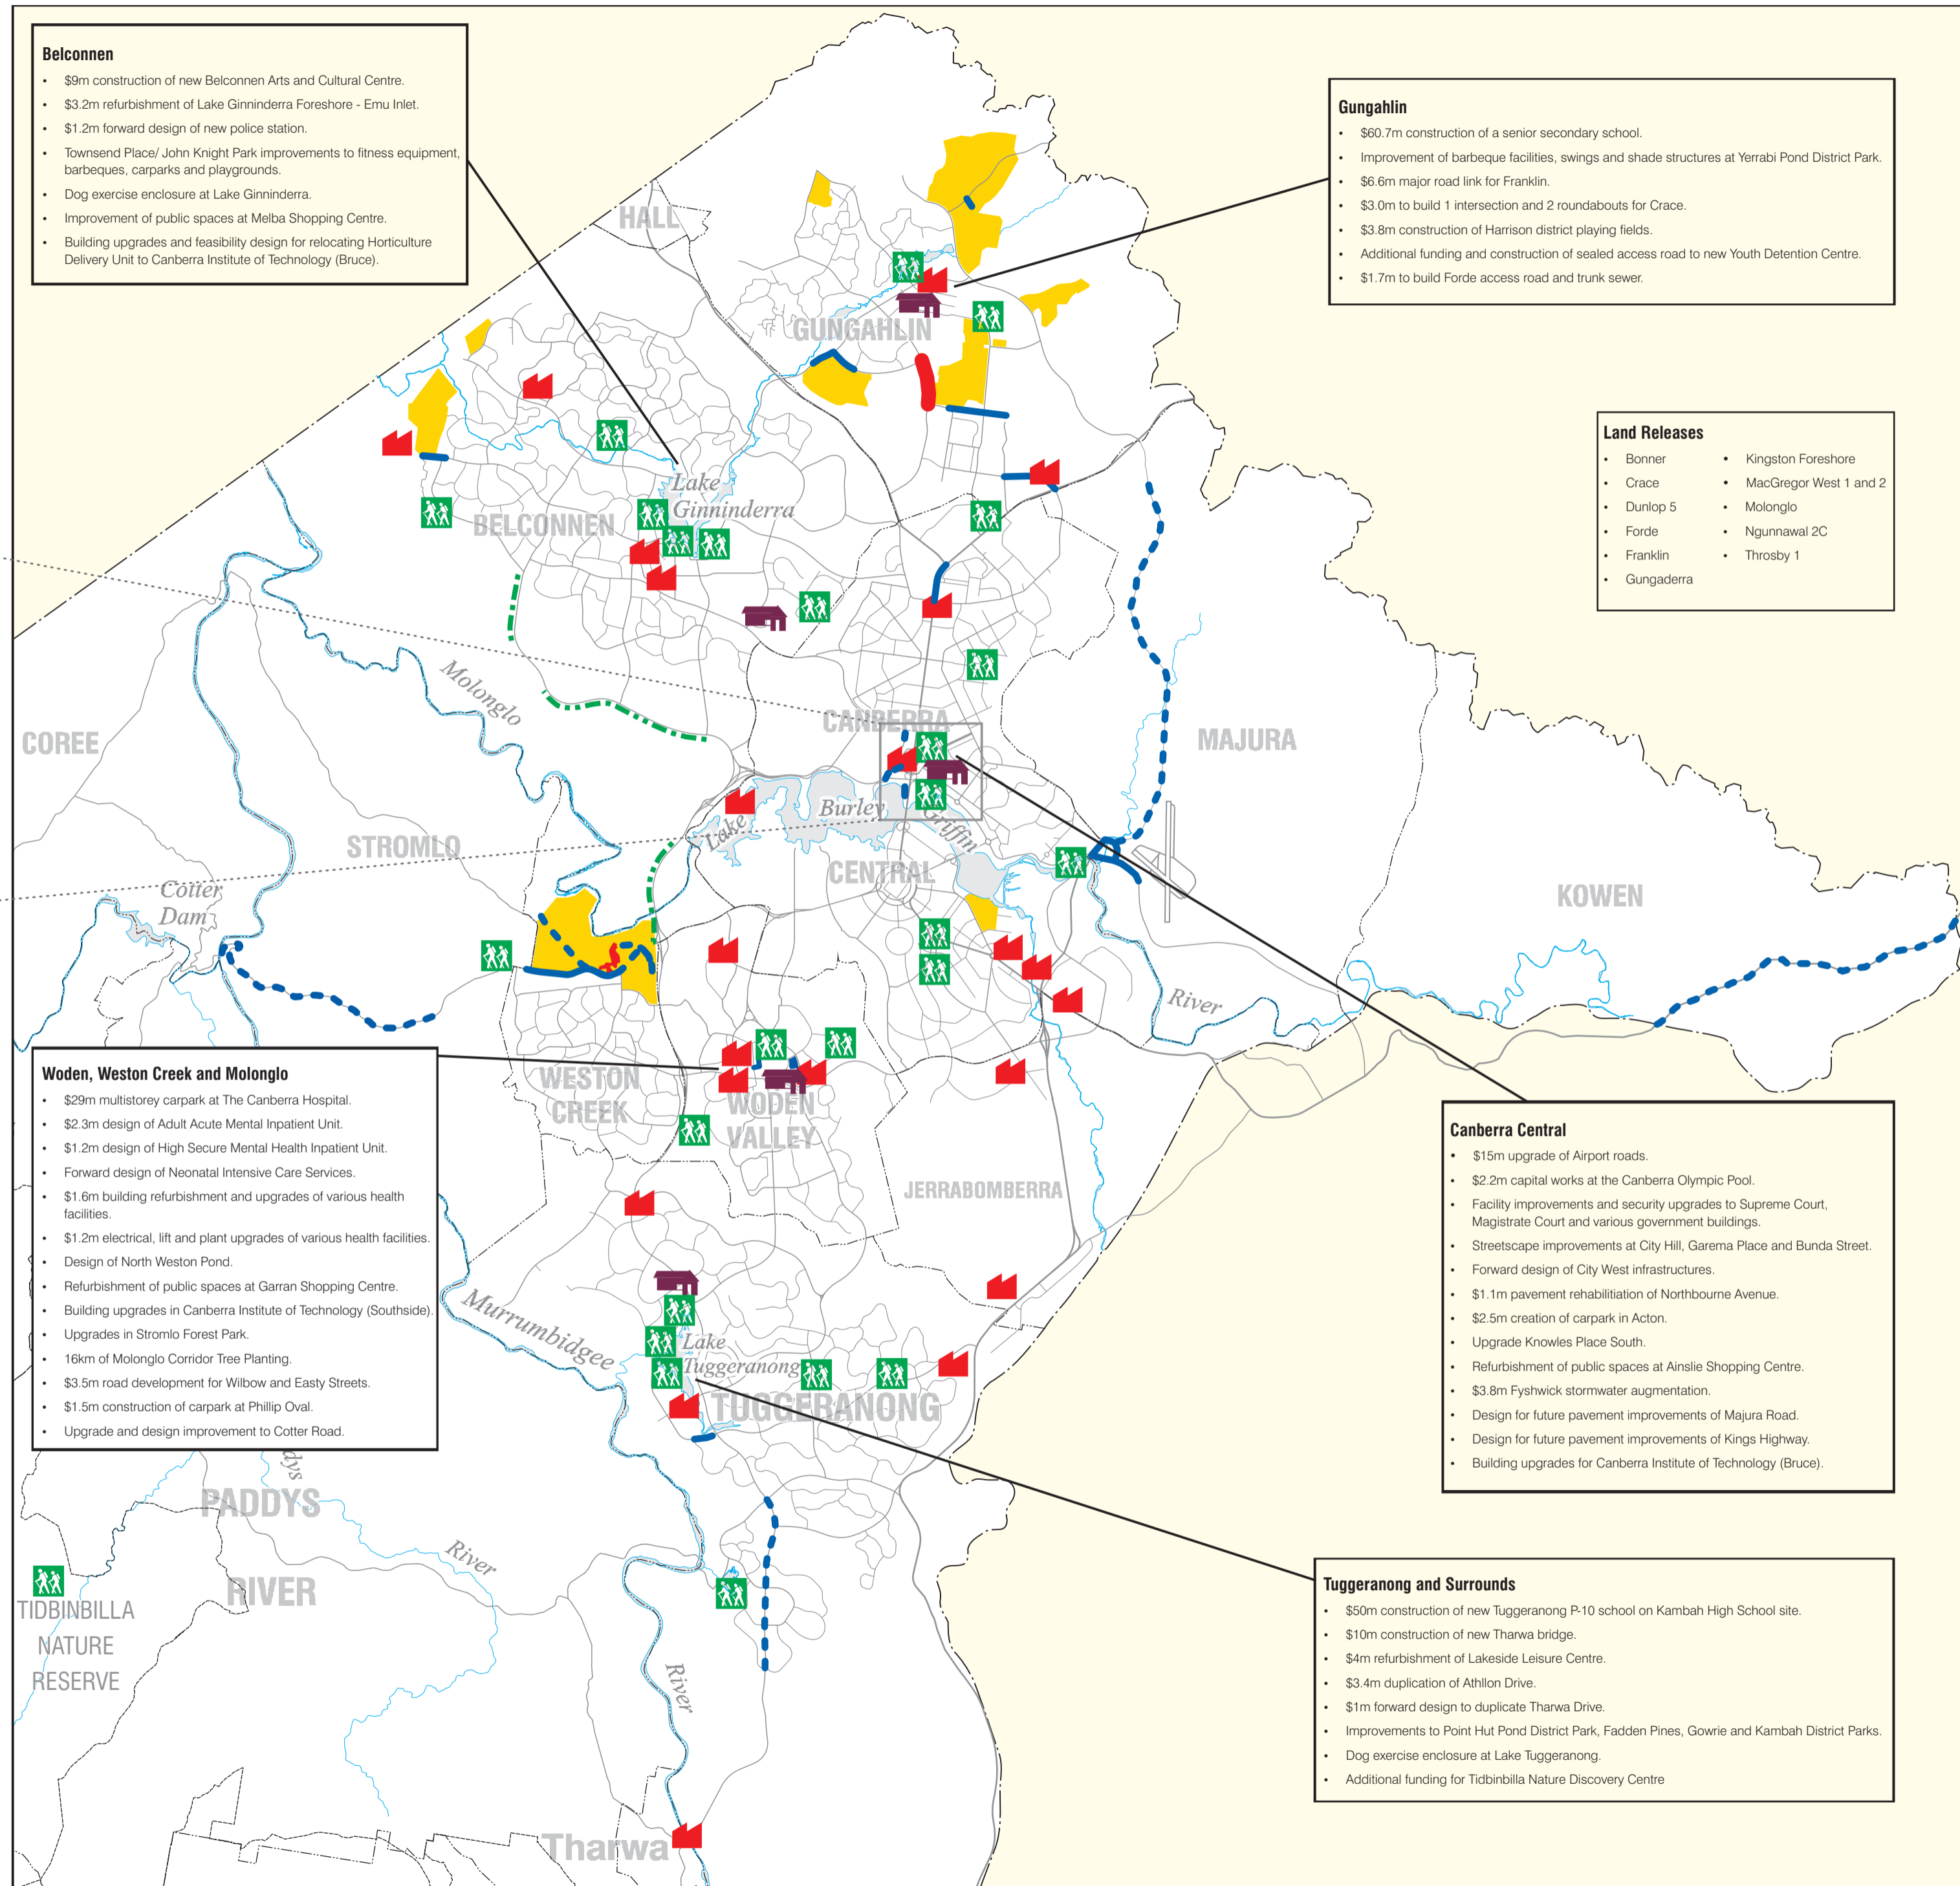 Belconnen
• $9m construction of new Belconnen Arts and Cultural Centre.
• $3.2m refurbishment of Lake Ginninderra Foreshore - Emu Inlet.
• $1.2m forward design of new police station.
• Townsend Place/ John Knight Park improvements to fitness equipment,
barbeques, carparks and playgrounds.
• Dog exercise enclosure at Lake Ginninderra.
• Improvement of public spaces at Melba Shopping Centre.
• Building upgrades and feasibility design for relocating Horticulture
Delivery Unit to Canberra Institute of Technology (Bruce).
Gungahlin
• $60.7m construction of a senior secondary school.
• Improvement of barbeque facilities, swings and shade structures at Yerrabi Pond District Park.
• $6.6m major road link for Franklin.
• $3.0m to build 1 intersection and 2 roundabouts for Crace.
• $3.8m construction of Harrison district playing fields.
• Additional funding and construction of sealed access road to new Youth Detention Centre.
• $1.7m to build Forde access road and trunk sewer.
Land Releases
• Bonner
• Crace
• Dunlop 5
• Forde
• Franklin
• Gungaderra
• Kingston Foreshore
• MacGregor West 1 and 2
• Molonglo
• Ngunnawal 2C
• Throsby 1
HALL
GUNGAHLIN
Lake
Ginninderra
BELCONNEN
Molonglo
CANBERRA
COREE
MAJURA
STROMLO
Lake
Burley
Griffin
CENTRAL
Cotter
Dam
KOWEN
River
WESTON
CREEK
WODEN
VALLEY
JERRABOMBERRA
Woden, Weston Creek and Molonglo
• $29m multistorey carpark at The Canberra Hospital.
• $2.3m design of Adult Acute Mental Inpatient Unit.
• $1.2m design of High Secure Mental Health Inpatient Unit.
• Forward design of Neonatal Intensive Care Services.
• $1.6m building refurbishment and upgrades of various health
facilities.
• $1.2m electrical, lift and plant upgrades of various health facilities.
• Design of North Weston Pond.
• Refurbishment of public spaces at Garran Shopping Centre.
• Building upgrades in Canberra Institute of Technology (Southside).
• Upgrades in Stromlo Forest Park.
• 16km of Molonglo Corridor Tree Planting.
• $3.5m road development for Wilbow and Easty Streets.
• $1.5m construction of carpark at Phillip Oval.
• Upgrade and design improvement to Cotter Road.
Canberra Central
• $15m upgrade of Airport roads.
• $2.2m capital works at the Canberra Olympic Pool.
• Facility improvements and security upgrades to Supreme Court,
Magistrate Court and various government buildings.
• Streetscape improvements at City Hill, Garema Place and Bunda Street.
• Forward design of City West infrastructures.
• $1.1m pavement rehabilitiation of Northbourne Avenue.
• $2.5m creation of carpark in Acton.
• Upgrade Knowles Place South.
• Refurbishment of public spaces at Ainslie Shopping Centre.
• $3.8m Fyshwick stormwater augmentation.
• Design for future pavement improvements of Majura Road.
• Design for future pavement improvements of Kings Highway.
• Building upgrades for Canberra Institute of Technology (Bruce).
Murrumbidgee
Lake
Tuggeranong
TUGGERANONG
dys
PADDYS
River
RIVER
TIDBINBILLA
NATURE
RESERVE
River
Tharwa
Tuggeranong and Surrounds
• $50m construction of new Tuggeranong P-10 school on Kambah High School site.
• $10m construction of new Tharwa bridge.
• $4m refurbishment of Lakeside Leisure Centre.
• $3.4m duplication of Athllon Drive.
• $1m forward design to duplicate Tharwa Drive.
• Improvements to Point Hut Pond District Park, Fadden Pines, Gowrie and Kambah District Parks.
• Dog exercise enclosure at Lake Tuggeranong.
• Additional funding for Tidbinbilla Nature Discovery Centre